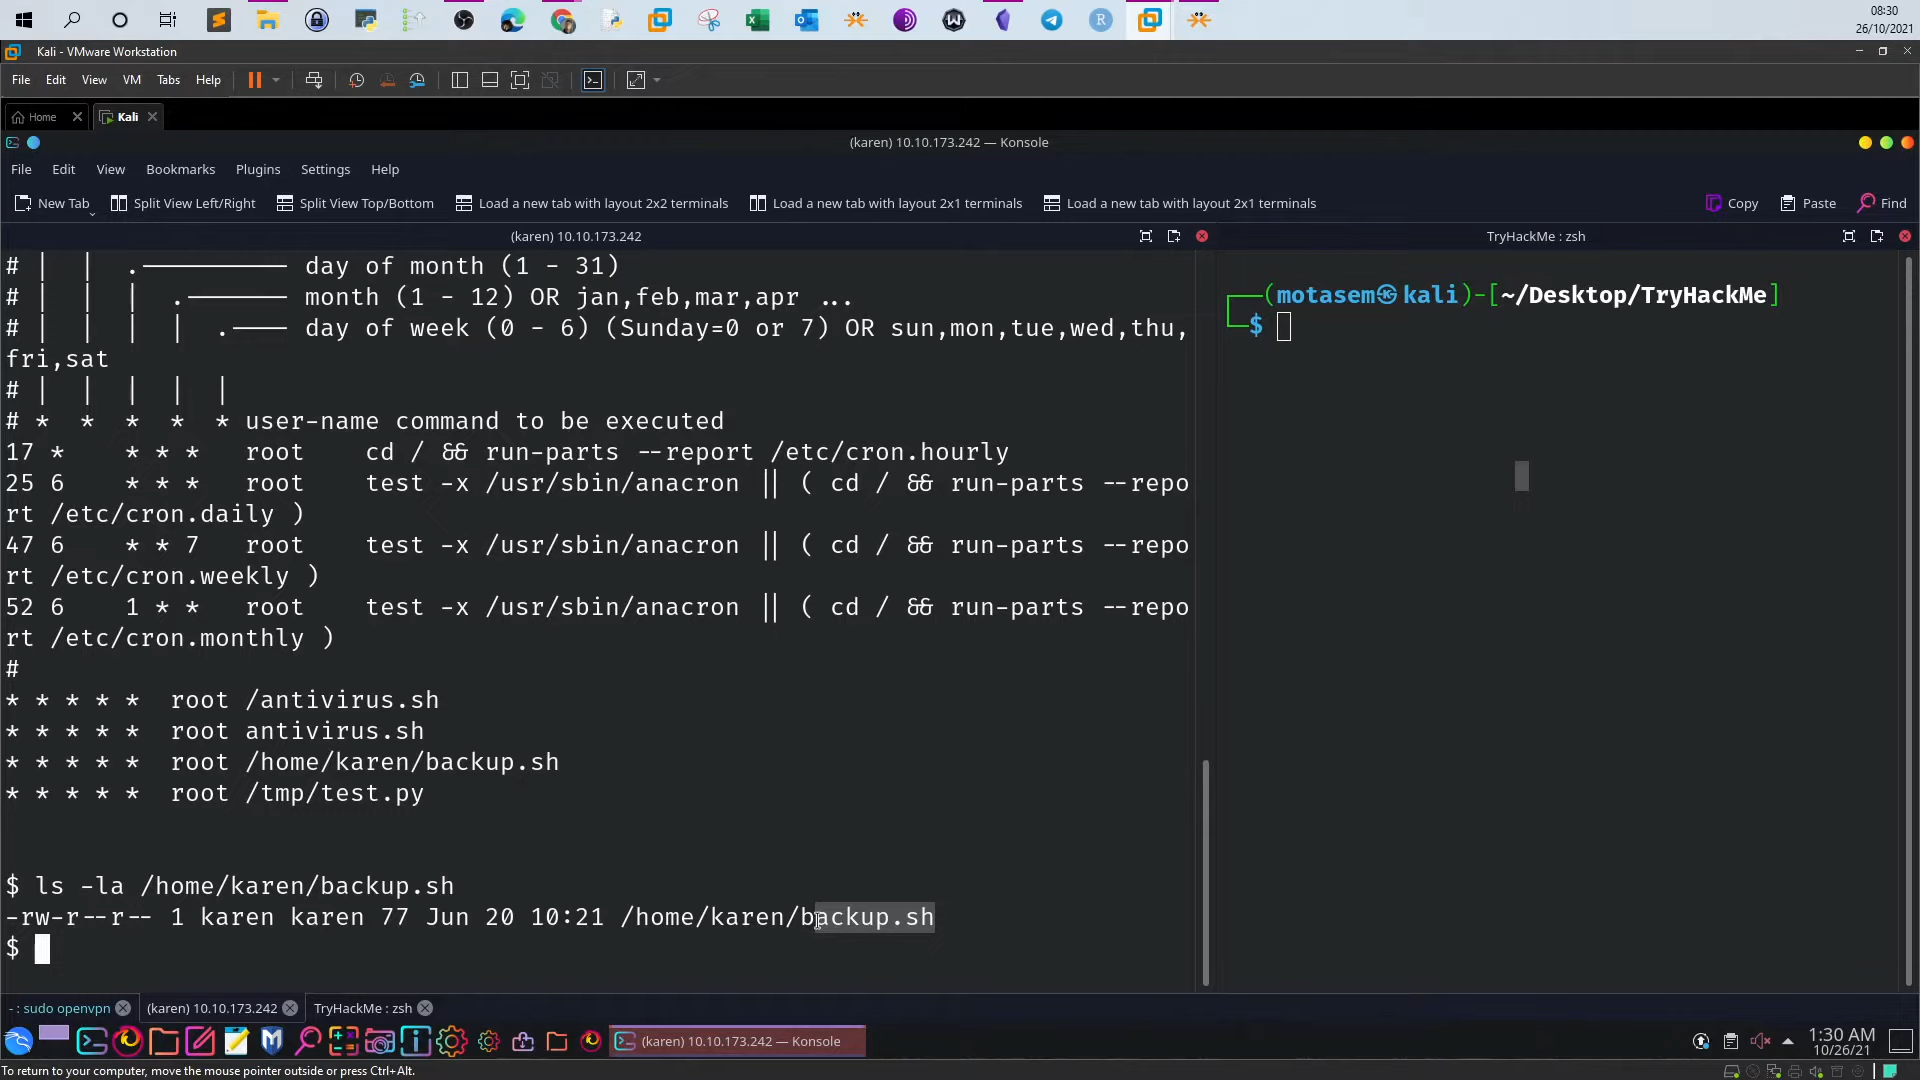 08:30
26/10/2021
Kali - VMware Workstation
File Edit View VM Tabs Help
Home Kali
(karen) 10.10.173.242 — Konsole
File Edit View Bookmarks Plugins Settings Help
New Tab Split View Left/Right Split View Top/Bottom Load a new tab with layout 2x2 terminals Load a new tab with layout 2x1 terminals Load a new tab with layout 2x1 terminals Copy Paste Find
(karen) 10.10.173.242
# | | .———————— day of month (1 - 31)
# | | | .—————— month (1 - 12) OR jan,feb,mar,apr ...
# | | | | .———— day of week (0 - 6) (Sunday=0 or 7) OR sun,mon,tue,wed,thu,
fri,sat
# | | | | |
# * * * * * user-name command to be executed
17 * * * * root cd / && run-parts --report /etc/cron.hourly
25 6 * * * root test -x /usr/sbin/anacron || ( cd / && run-parts --repo
rt /etc/cron.daily )
47 6 * * 7 root test -x /usr/sbin/anacron || ( cd / && run-parts --repo
rt /etc/cron.weekly )
52 6 1 * * root test -x /usr/sbin/anacron || ( cd / && run-parts --repo
rt /etc/cron.monthly )
#
* * * * * root /antivirus.sh
* * * * * root antivirus.sh
* * * * * root /home/karen/backup.sh
* * * * * root /tmp/test.py
$ ls -la /home/karen/backup.sh
-rw-r--r-- 1 karen karen 77 Jun 20 10:21 /home/karen/backup.sh
$
TryHackMe : zsh
(motasem㉿kali)-[~/Desktop/TryHackMe]
$
- : sudo openvpn (karen) 10.10.173.242 TryHackMe : zsh
(karen) 10.10.173.242 — Konsole
1:30 AM
10/26/21
To return to your computer, move the mouse pointer outside or press Ctrl+Alt.